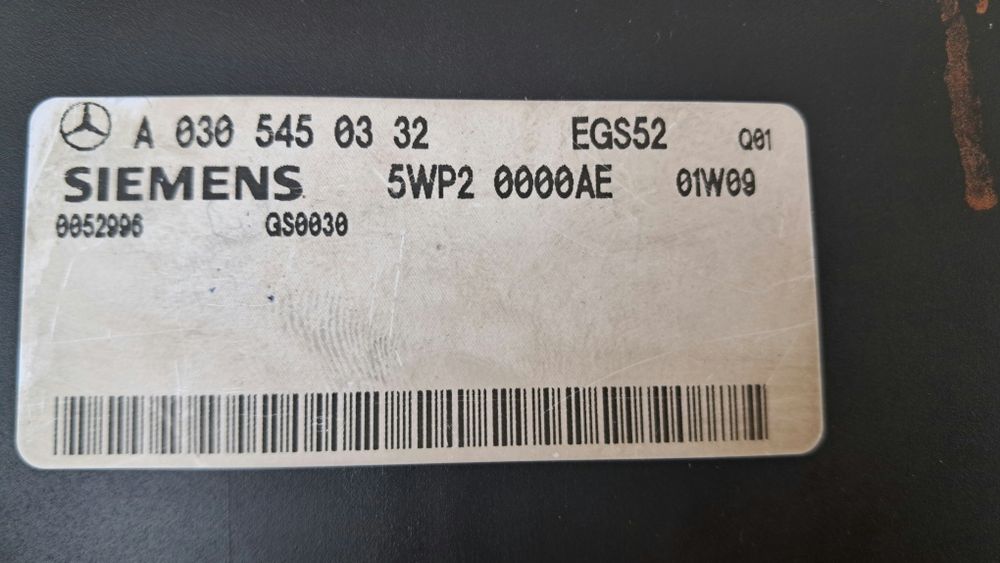 A 030 545 03 32 EGS52 Q01
SIEMENS 5WP2 0000AE 01W09
0052996 GS0030